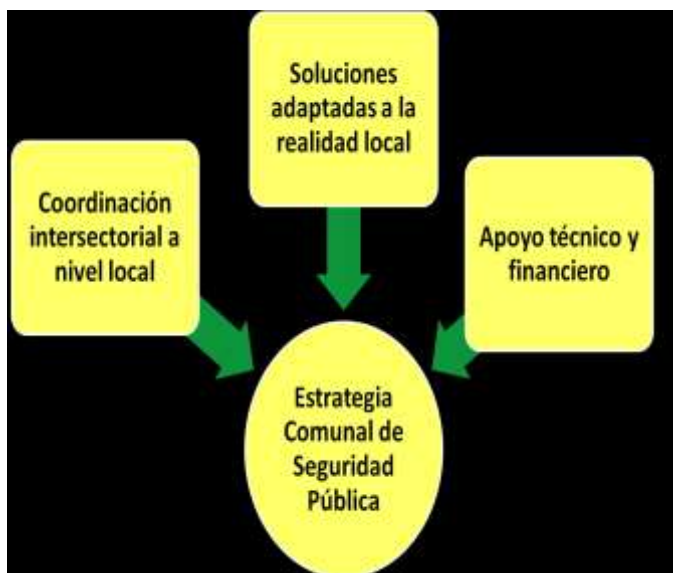 Soluciones
adaptadas a la
realidad local
Coordinación
intersectorial a
nivel local
Apoyo técnico y
financiero
Estrategia
Comunal de
Seguridad
Pública